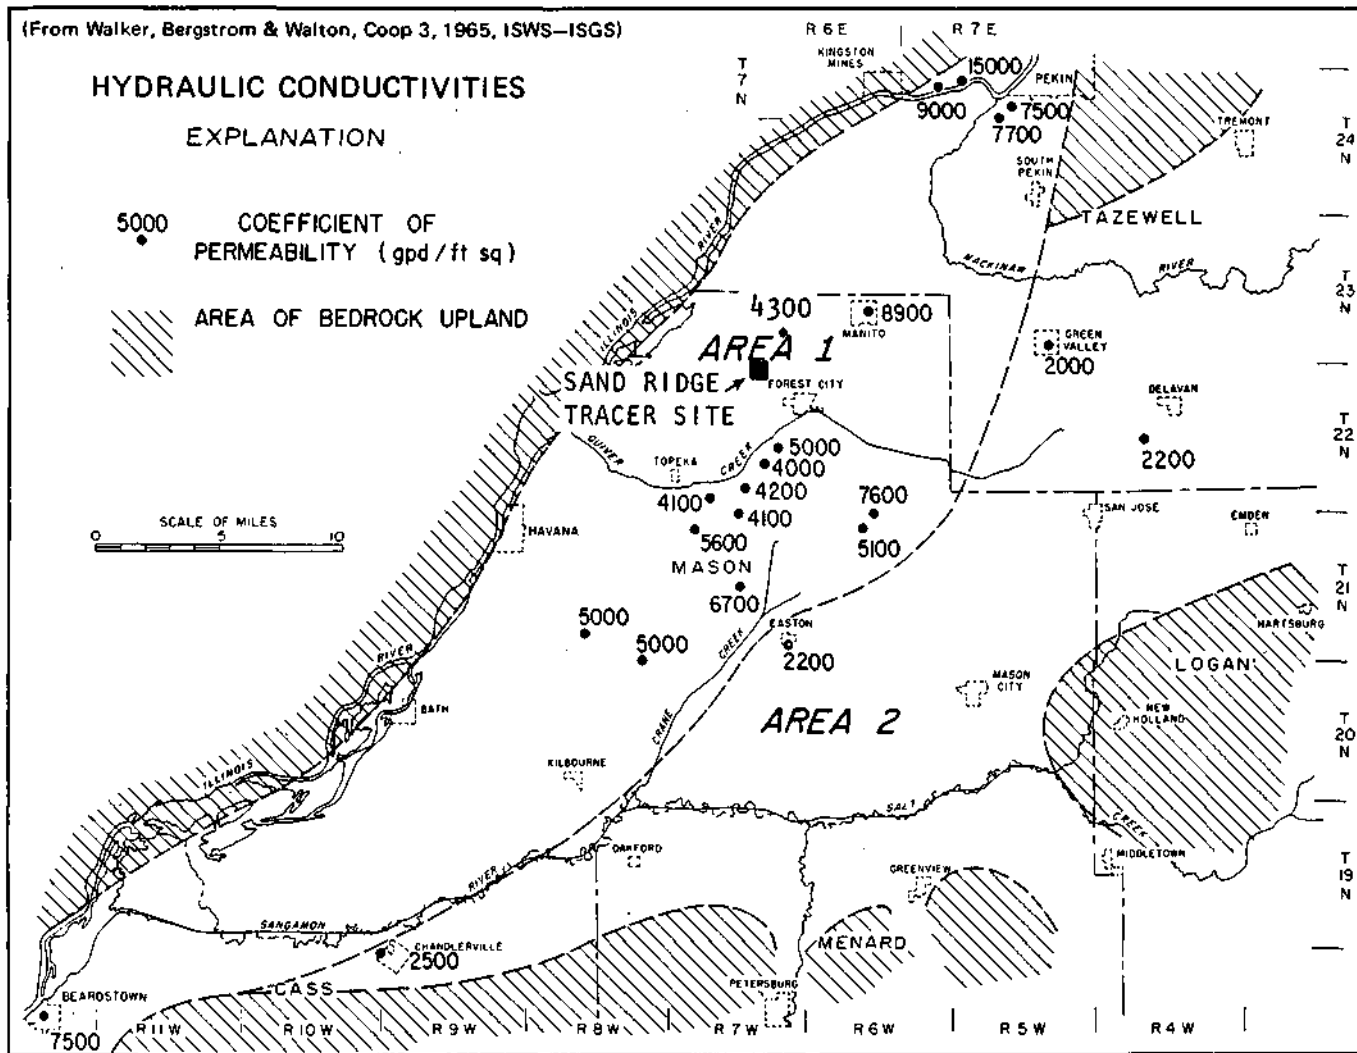 (From Walker, Bergstrom & Walton, Coop 3, 1965, ISWS–ISGS)
HYDRAULIC CONDUCTIVITIES
EXPLANATION
5000
COEFFICIENT OF
PERMEABILITY (gpd/ft sq)
AREA OF BEDROCK UPLAND
SCALE OF MILES
0 5 10
R 6 E R 7 E
T
7
N
KINGSTON
MINES
15000
9000
PEKIN
7500
7700
SOUTH
PEKIN
TREMONT
T
24
N
TAZEWELL
MACKINAW
RIVER
T
23
N
ILLINOIS
RIVER
4300
8900
MANITO
AREA 1
GREEN
VALLEY
2000
SAND RIDGE
TRACER SITE
FOREST CITY
DELAVAN
2200
T
22
N
QUIVER
CREEK
TOPEKA
5000
4000
4200
4100
4100
7600
5100
5600
SAN JOSE
EMDEN
HAVANA
MASON
6700
T
21
N
HARTSBURG
5000
5000
CREEK
CRANE
EASTON
2200
LOGAN
MASON
CITY
NEW
HOLLAND
AREA 2
T
20
N
RIVER
BATH
ILLINOIS
KILBOURNE
SALT
CREEK
OAKFORD
MIDDLETOWN
T
19
N
RIVER
GREENVIEW
SANGAMON
CHANDLERVILLE
2500
MENARD
CASS
PETERSBURG
BEARDSTOWN
7500
R 11 W R 10 W R 9 W R 8 W R 7 W R 6 W R 5 W R 4 W